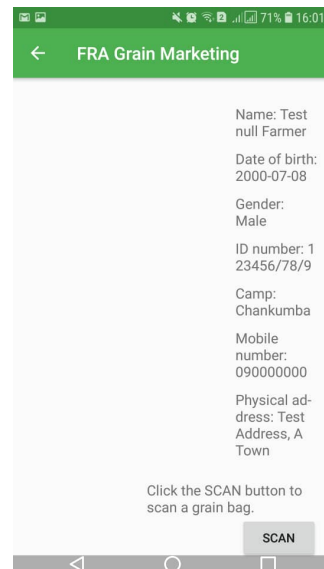 71% 16:01
FRA Grain Marketing
Name: Test
null Farmer
Date of birth:
2000-07-08
Gender:
Male
ID number: 1
23456/78/9
Camp:
Chankumba
Mobile
number:
090000000
Physical ad-
dress: Test
Address, A
Town
Click the SCAN button to
scan a grain bag.
SCAN